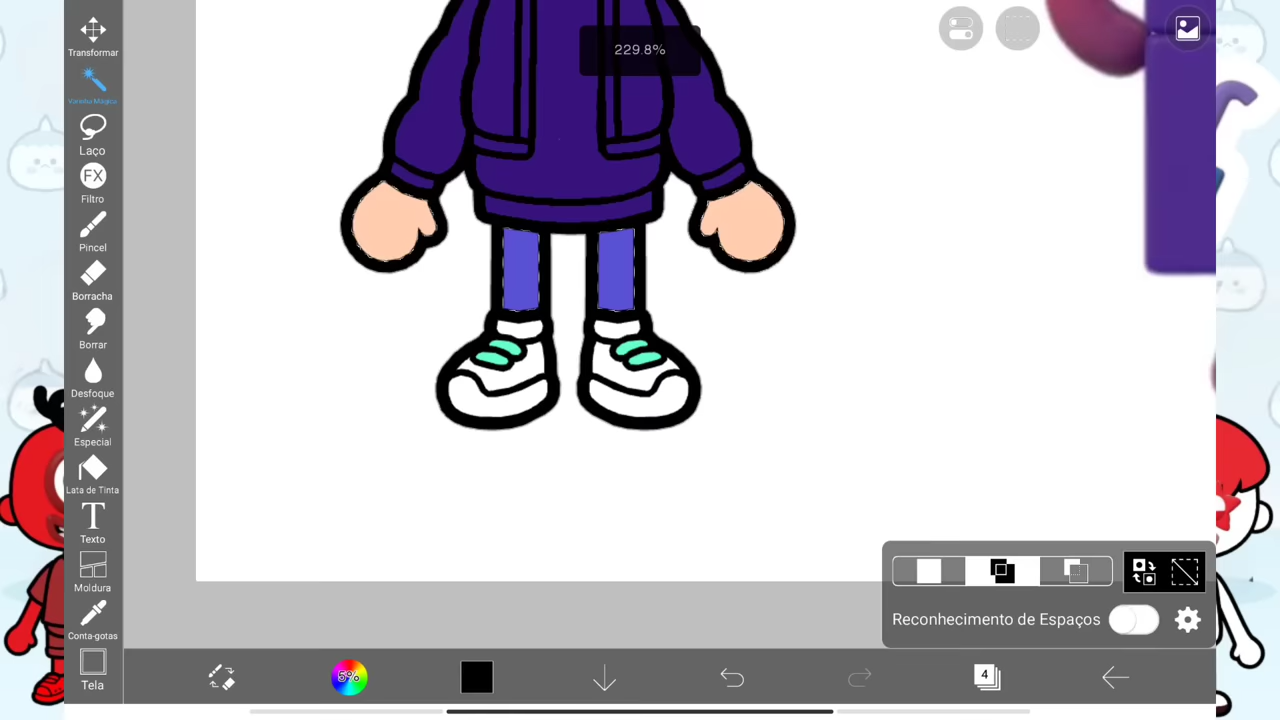 Transformar
Varinha Mágica
Laço
FX
Filtro
Pincel
Borracha
Borrar
Desfoque
Especial
Lata de Tinta
T
Texto
Moldura
Conta-gotas
Tela
229.8%
Reconhecimento de Espaços
5%
4